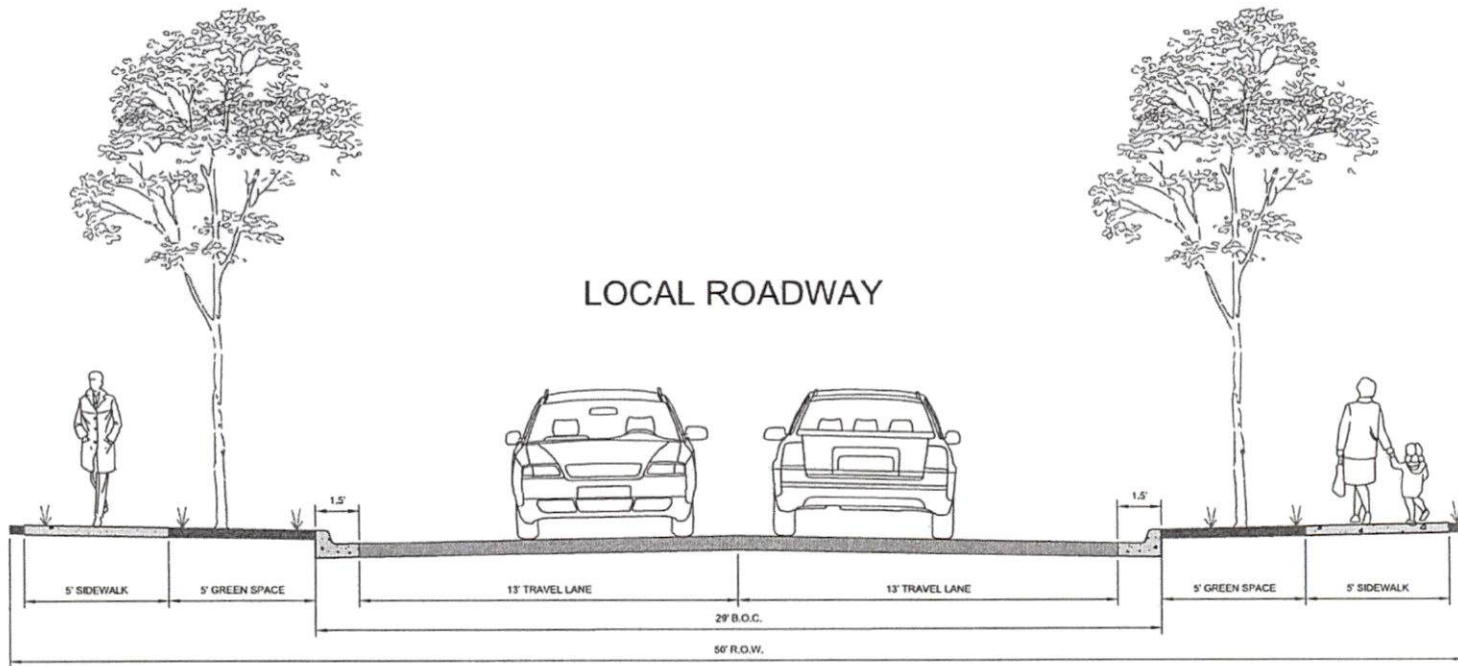 LOCAL ROADWAY
1.5'
1.5'
5' SIDEWALK
5' GREEN SPACE
13' TRAVEL LANE
13' TRAVEL LANE
5' GREEN SPACE
5' SIDEWALK
29' B.O.C.
50' R.O.W.